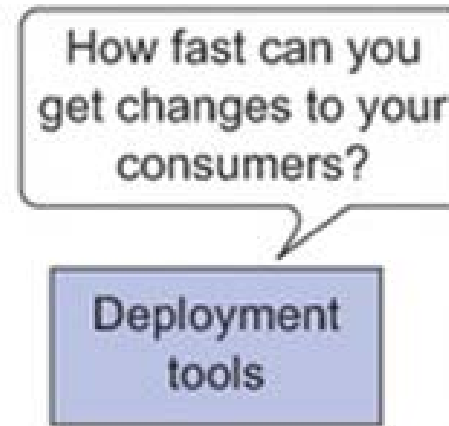 How fast can you
get changes to your
consumers?
Deployment
tools